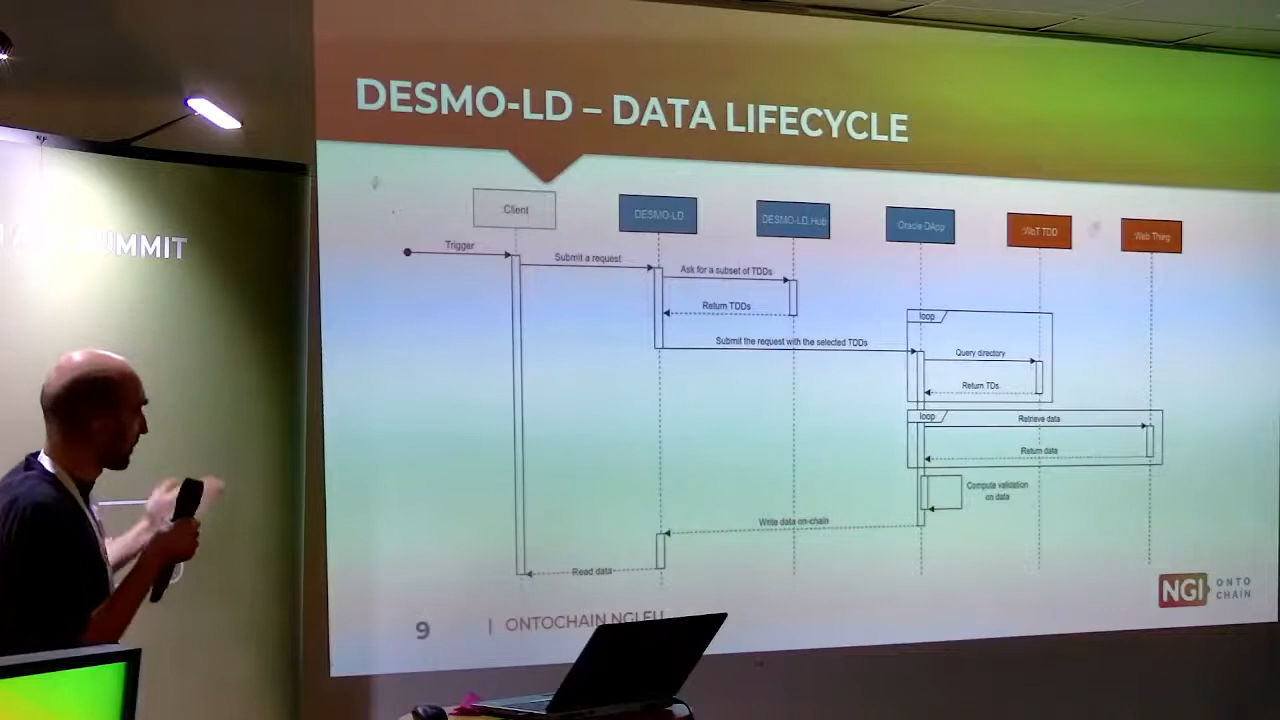 DESMO-LD – DATA LIFECYCLE
SUMMIT
Client
DESMO-LD
DESMO-LD Hub
Oracle DApp
WoT TDD
Web Thing
Trigger
Submit a request
Ask for a subset of TDDs
Return TDDs
loop
Submit the request with the selected TDDs
Query directory
Return TDs
loop
Retrieve data
Return data
Compute validation
on data
Write data on-chain
Read data
NGI
ONTO
CHAIN
9 | ONTOCHAIN.NGI.EU